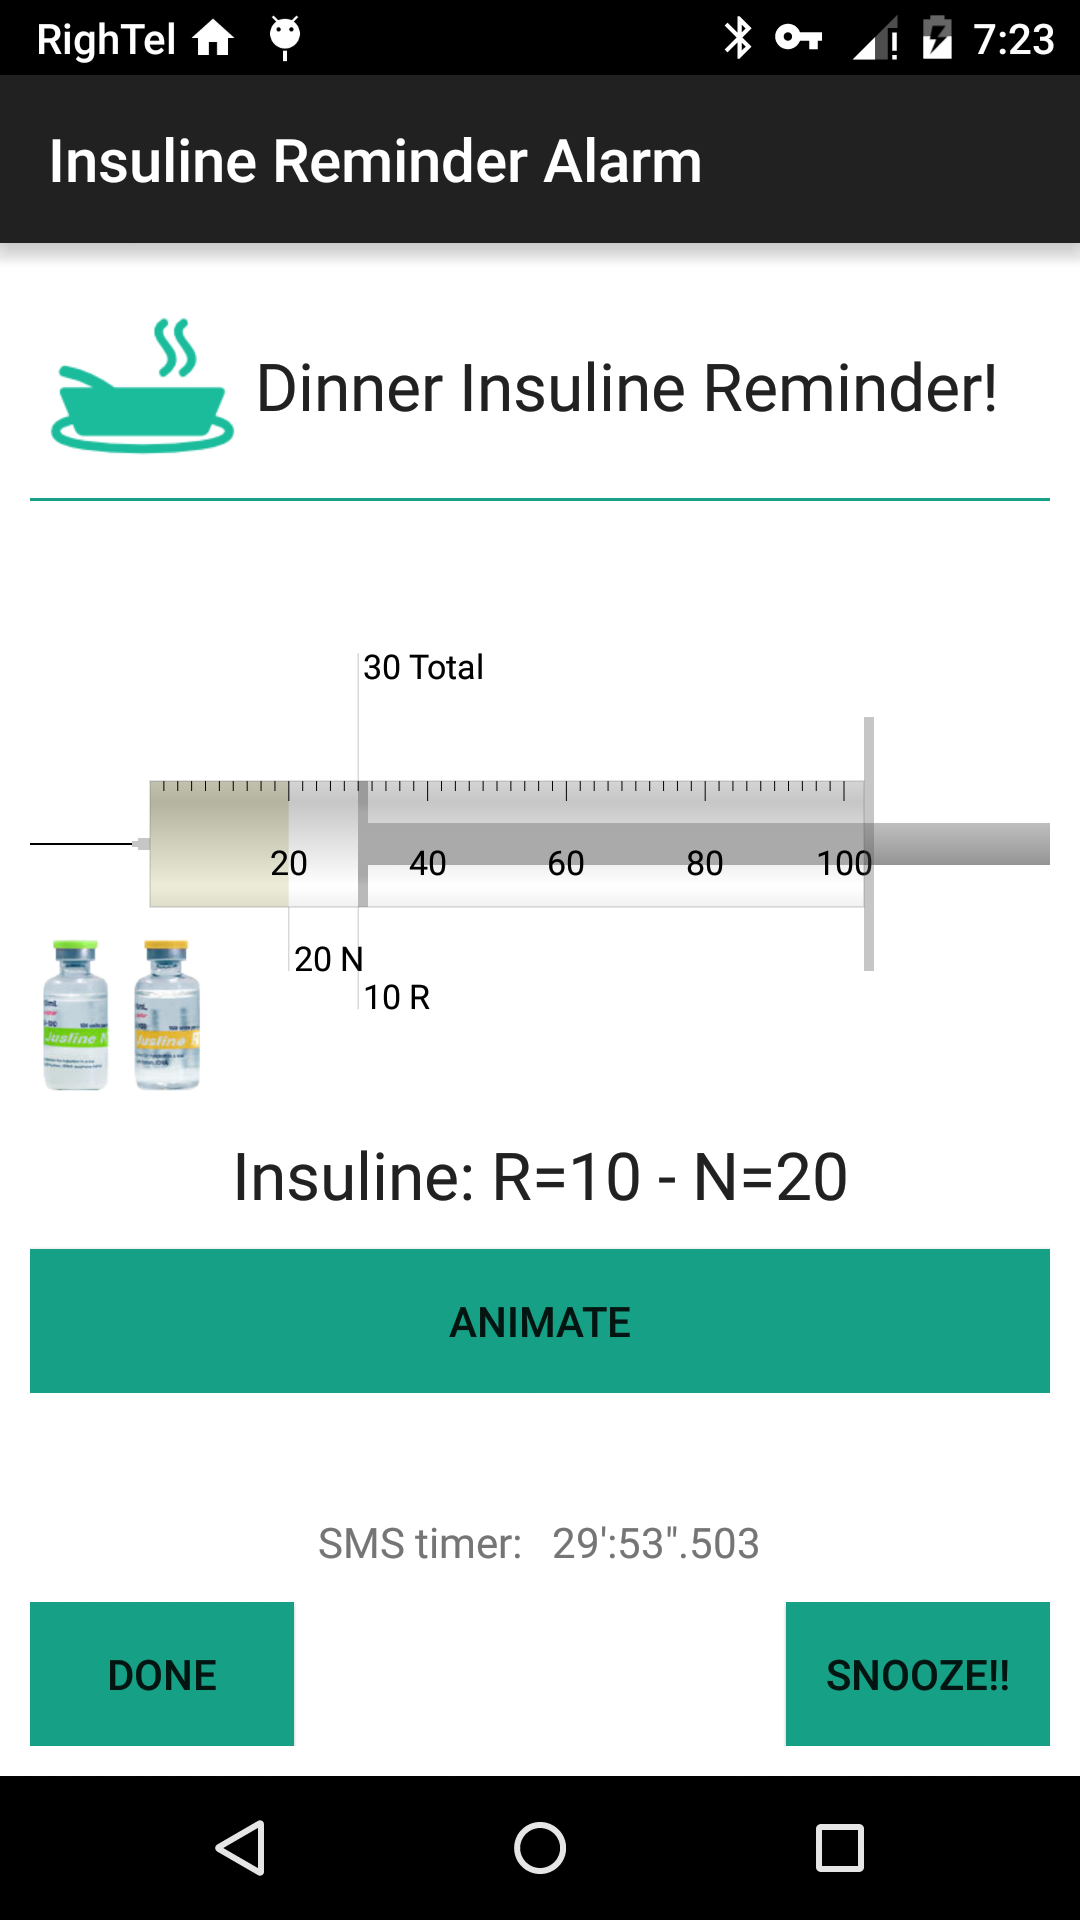 RighTel 7:23
Insuline Reminder Alarm
Dinner Insuline Reminder!
30 Total
20 40 60 80 100
20 N
10 R
Jusline N
Jusline
Insuline: R=10 - N=20
ANIMATE
SMS timer: 29':53".503
DONE SNOOZE!!